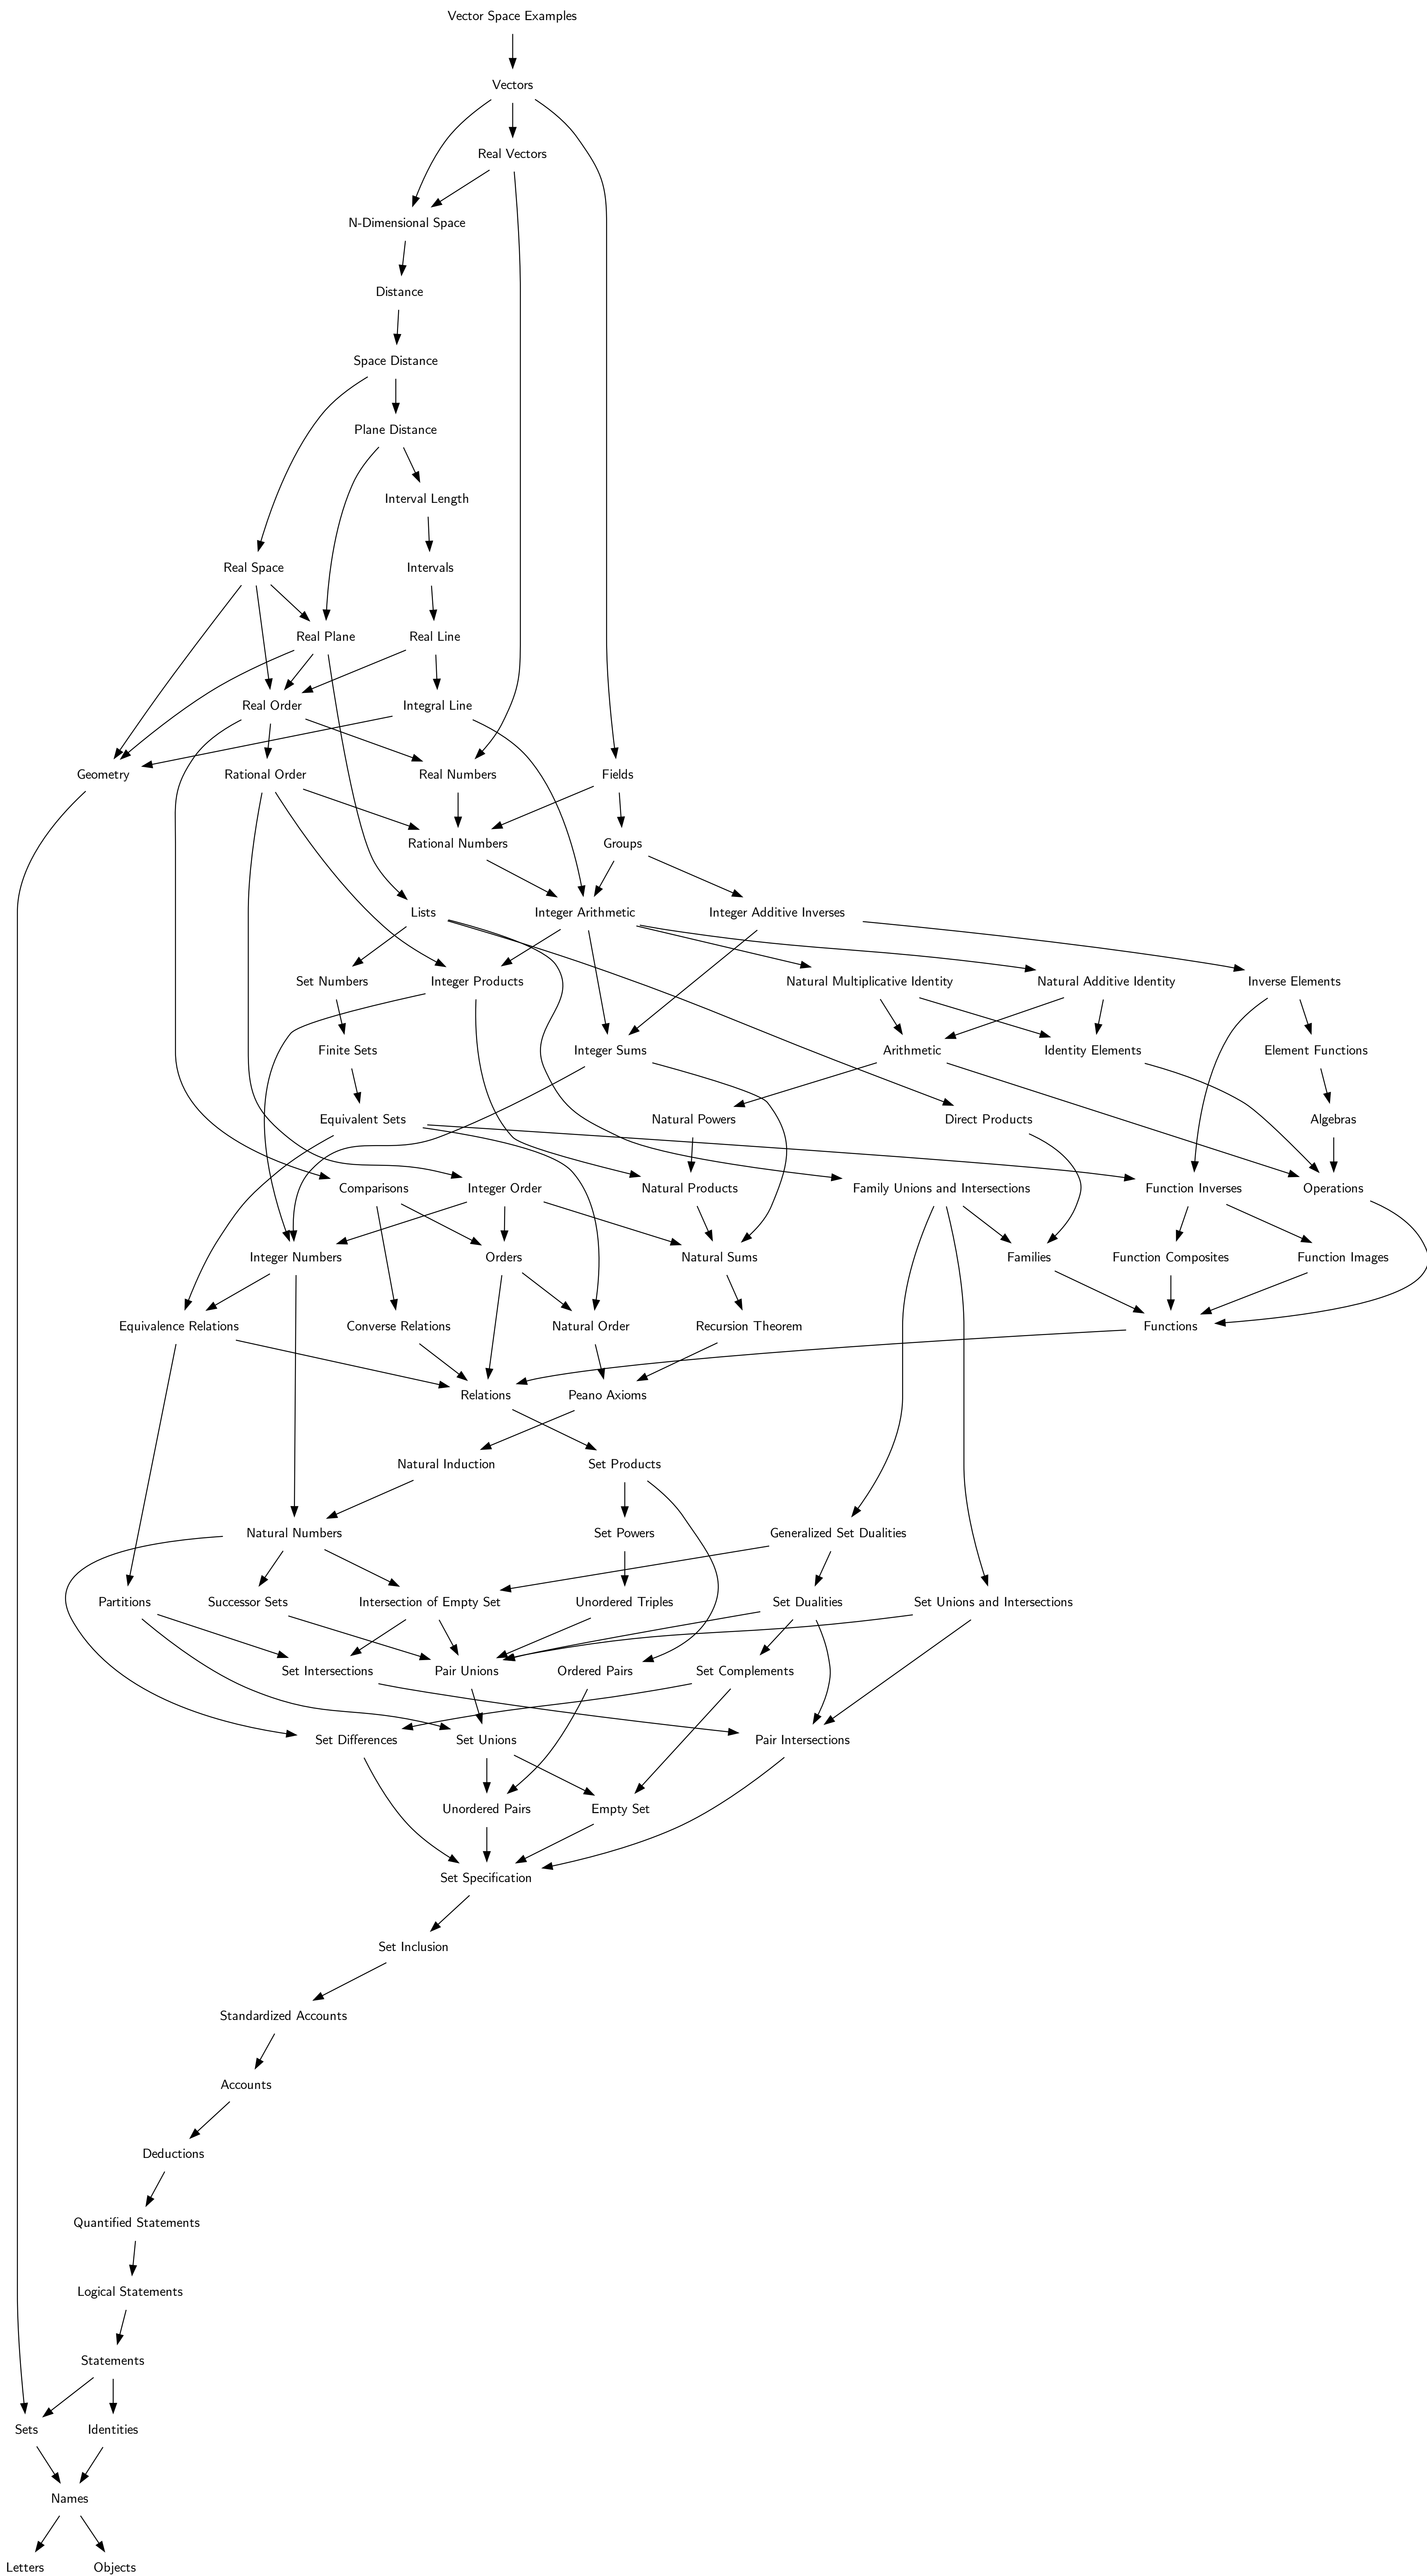 Vector Space Examples
Vectors
Real Vectors
N-Dimensional Space
Distance
Space Distance
Plane Distance
Interval Length
Real Space
Intervals
Real Plane
Real Line
Real Order
Integral Line
Geometry
Rational Order
Real Numbers
Fields
Rational Numbers
Groups
Lists
Integer Arithmetic
Integer Additive Inverses
Set Numbers
Integer Products
Natural Multiplicative Identity
Natural Additive Identity
Inverse Elements
Finite Sets
Integer Sums
Arithmetic
Identity Elements
Element Functions
Equivalent Sets
Natural Powers
Direct Products
Algebras
Comparisons
Integer Order
Natural Products
Family Unions and Intersections
Function Inverses
Operations
Integer Numbers
Orders
Natural Sums
Families
Function Composites
Function Images
Equivalence Relations
Converse Relations
Natural Order
Recursion Theorem
Functions
Relations
Peano Axioms
Natural Induction
Set Products
Natural Numbers
Set Powers
Generalized Set Dualities
Partitions
Successor Sets
Intersection of Empty Set
Unordered Triples
Set Dualities
Set Unions and Intersections
Set Intersections
Pair Unions
Ordered Pairs
Set Complements
Set Differences
Set Unions
Pair Intersections
Unordered Pairs
Empty Set
Set Specification
Set Inclusion
Standardized Accounts
Accounts
Deductions
Quantified Statements
Logical Statements
Statements
Sets
Identities
Names
Letters
Objects